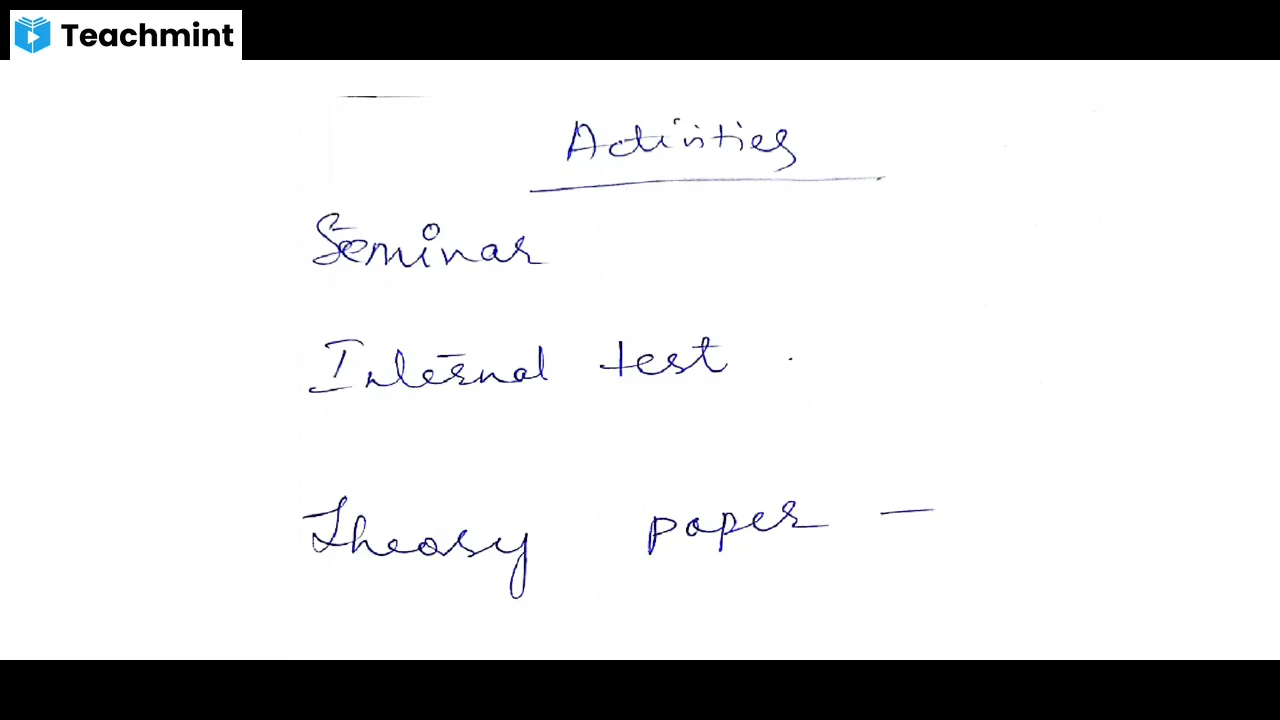 Teachmint
Activities
Seminar
Internal test
Theory paper —